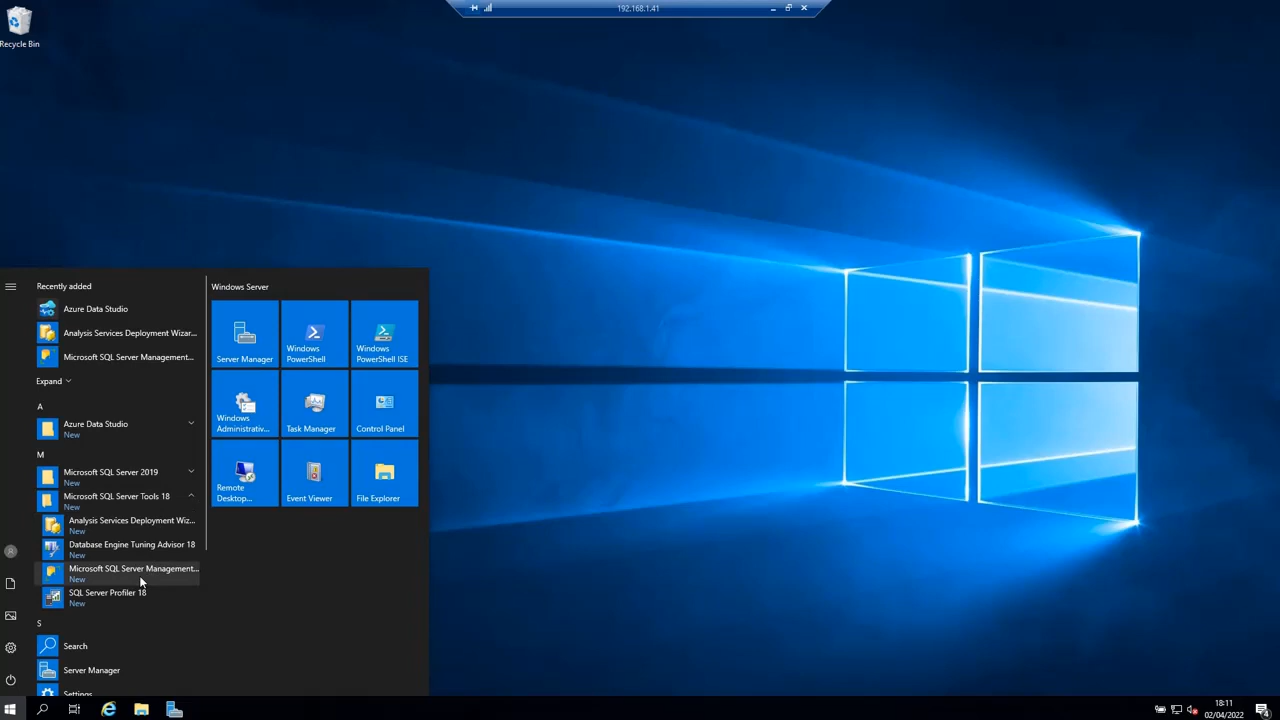 192.168.1.41
Recycle Bin
Recently added
Windows Server
Azure Data Studio
Analysis Services Deployment Wizar...
Microsoft SQL Server Management...
Expand
A
Azure Data Studio
New
M
Microsoft SQL Server 2019
New
Microsoft SQL Server Tools 18
New
Analysis Services Deployment Wiz...
New
Database Engine Tuning Advisor 18
New
Microsoft SQL Server Management...
New
SQL Server Profiler 18
New
S
Search
Server Manager
Settings
Server Manager
Windows
PowerShell
Windows
PowerShell ISE
Windows
Administrativ...
Task Manager
Control Panel
Remote
Desktop...
Event Viewer
File Explorer
18:11
02/04/2022
4